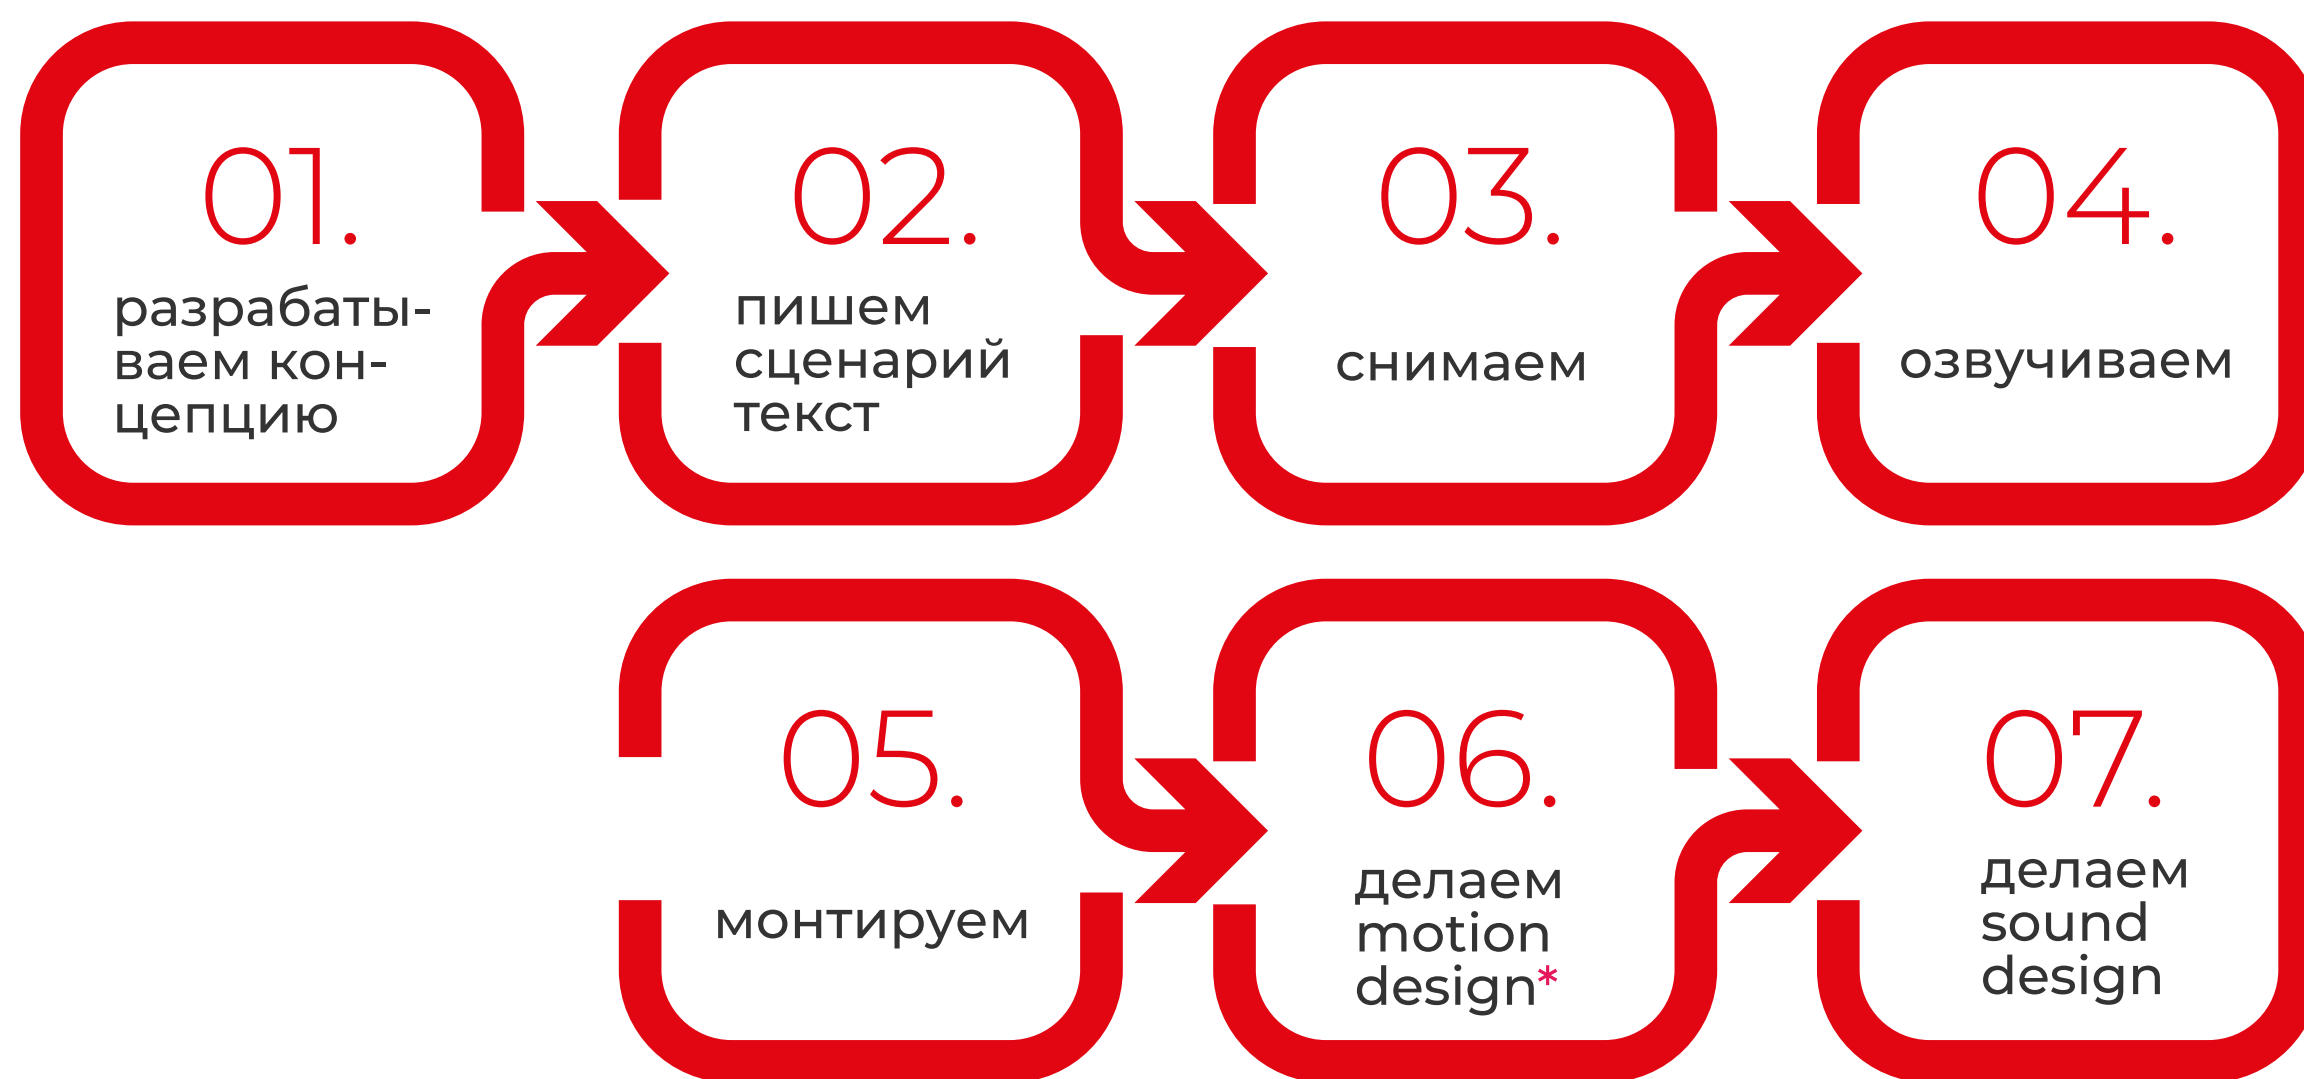 01.
разрабаты-
ваем кон-
цепцию
02.
пишем
сценарий
текст
03.
снимаем
04.
озвучиваем
05.
монтируем
06.
делаем
motion
design*
07.
делаем
sound
design